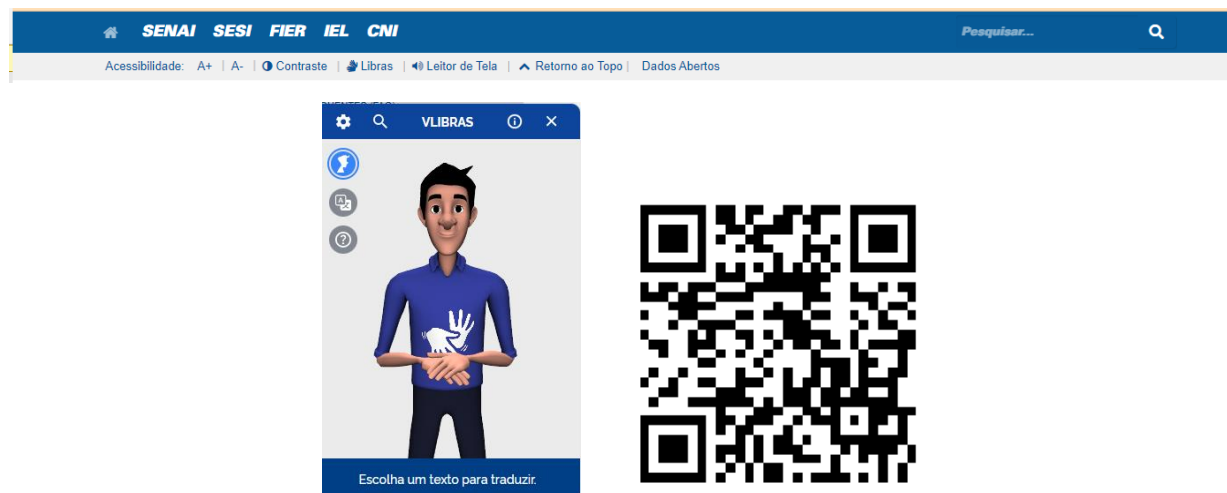 SENAI SESI FIER IEL CNI Pesquisar...
Acessibilidade: A+ | A- | Contraste | Libras | Leitor de Tela | Retorno ao Topo | Dados Abertos
VLIBRAS
Escolha um texto para traduzir.